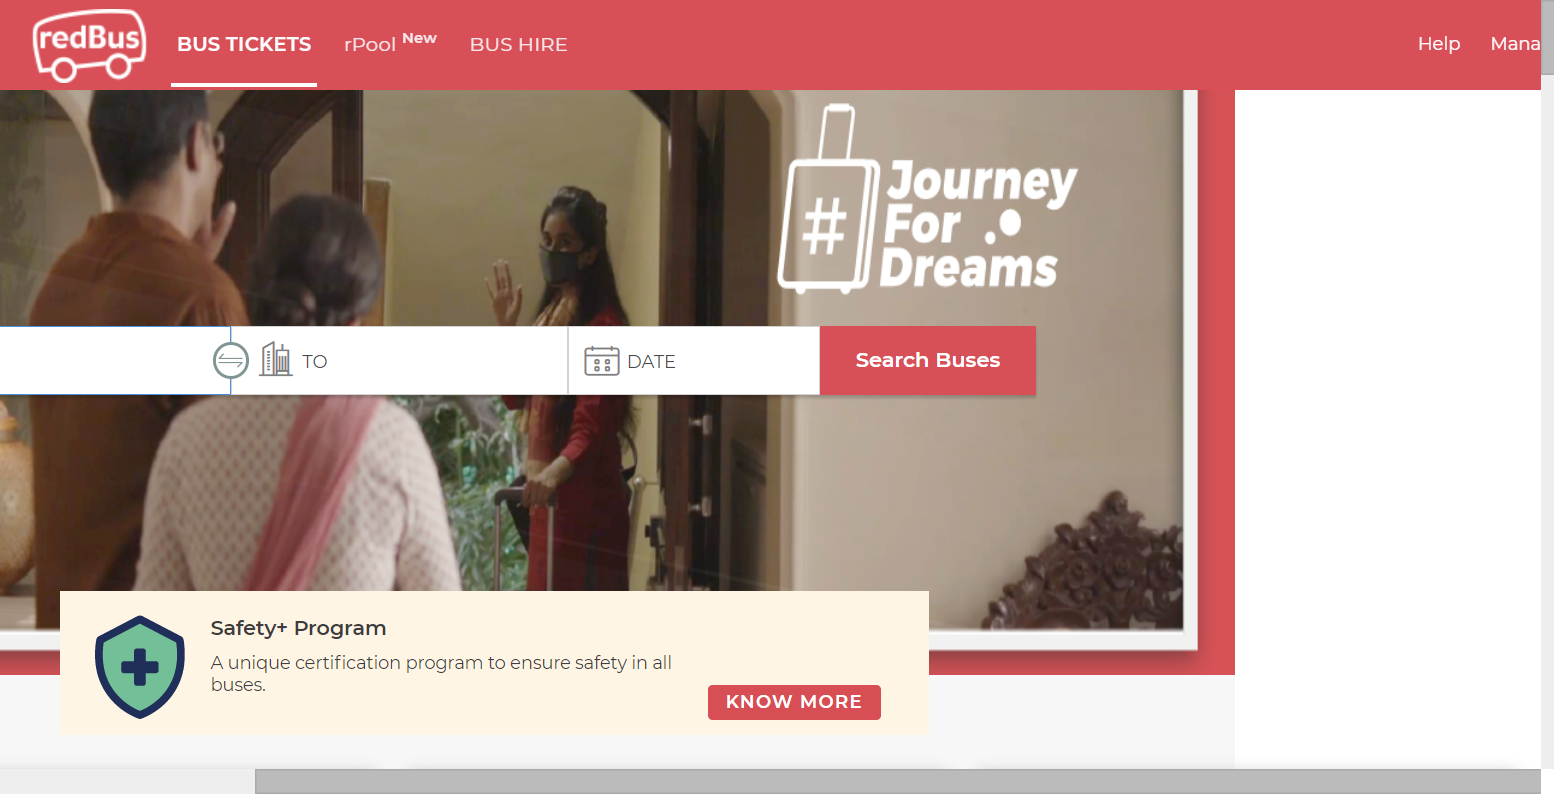 redBus
BUS TICKETS
rPool New
BUS HIRE
Help
Mana
#
Journey
For
Dreams
TO
DATE
Search Buses
Safety+ Program
A unique certification program to ensure safety in all
buses.
KNOW MORE